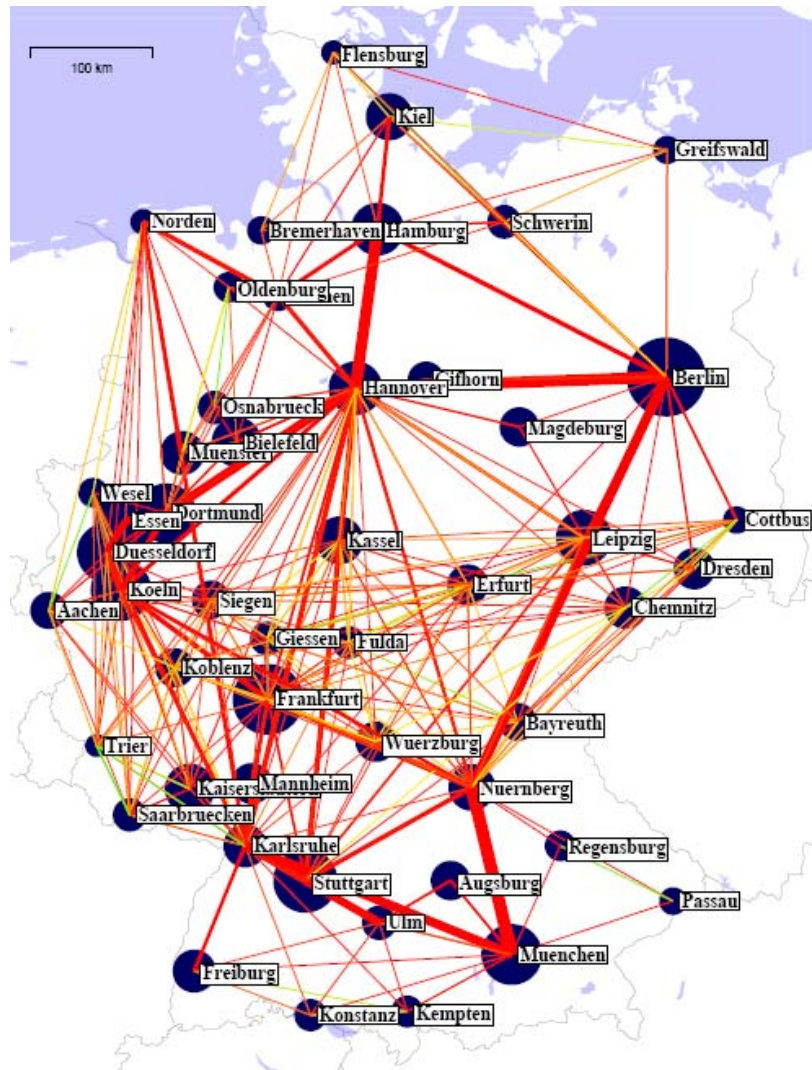 Flensburg
100 km
Kiel
Greifswald
Norden
Schwerin
Bremerhaven
Hamburg
Oldenburg
men
Gifhorn
Berlin
Hannover
Osnabrueck
Magdeburg
Bielefeld
Muenster
Wesel
Dortmund
Essen
Cottbus
Kassel
Leipzig
Duesseldorf
Dresden
Koeln
Erfurt
Siegen
Aachen
Chemnitz
Giessen
Fulda
Koblenz
Frankfurt
Bayreuth
Trier
Wuerzburg
Mannheim
Nuernberg
Saarbruecken
Karlsruhe
Regensburg
Stuttgart
Augsburg
Passau
Ulm
Muenchen
Freiburg
Konstanz
Kempten